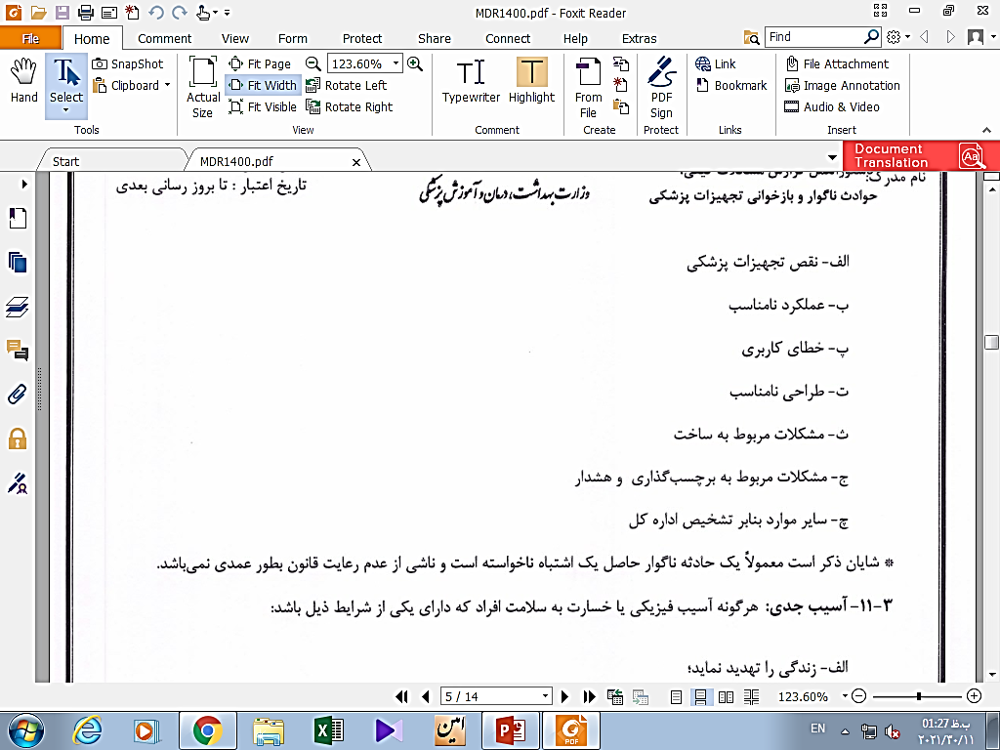 MDR1400.pdf - Foxit Reader
File Home Comment View Form Protect Share Connect Help Extras Find
Hand
Select
SnapShot
Clipboard
Tools
Actual Size
Fit Page
Fit Width
Fit Visible
123.60%
Rotate Left
Rotate Right
View
Typewriter
Highlight
Comment
From File
Create
PDF Sign
Protect
Link
Bookmark
Links
File Attachment
Image Annotation
Audio & Video
Insert
Start
MDR1400.pdf
Document Translation
نام مدرک:
حوادث ناگوار و بازخوانی تجهیزات پزشکی
وزارت بهداشت، درمان و آموزش پزشکی
تاریخ اعتبار : تا بروز رسانی بعدی
الف- نقص تجهیزات پزشکی
ب- عملکرد نامناسب
پ- خطای کاربری
ت- طراحی نامناسب
ث- مشکلات مربوط به ساخت
ج- مشکلات مربوط به برچسب‌گذاری و هشدار
چ- سایر موارد بنابر تشخیص اداره کل
* شایان ذکر است معمولاً یک حادثه ناگوار حاصل یک اشتباه ناخواسته است و ناشی از عدم رعایت قانون بطور عمدی نمی‌باشد.
۳-۱۱- آسیب جدی: هرگونه آسیب فیزیکی یا خسارت به سلامت افراد که دارای یکی از شرایط ذیل باشد:
الف- زندگی را تهدید نماید؛
5 / 14
123.60%
امین
PDF
EN
01:27 ب.ظ
۲۰۲۱/۳۰/۱۱